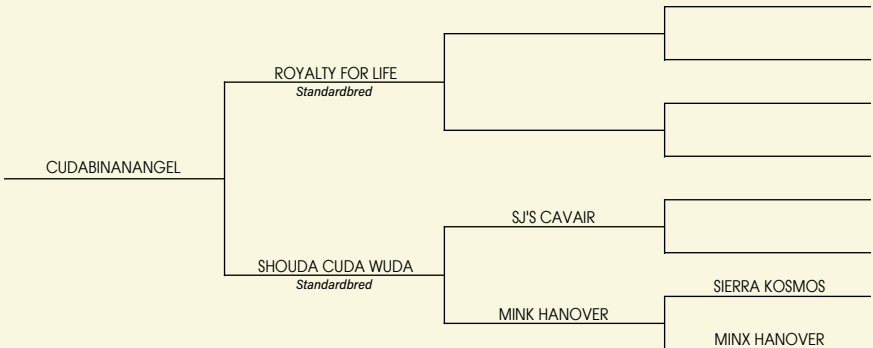 ROYALTY FOR LIFE
Standardbred
CUDABINANANGEL
SJ'S CAVAIR
SHOUDA CUDA WUDA
Standardbred
SIERRA KOSMOS
MINK HANOVER
MINX HANOVER